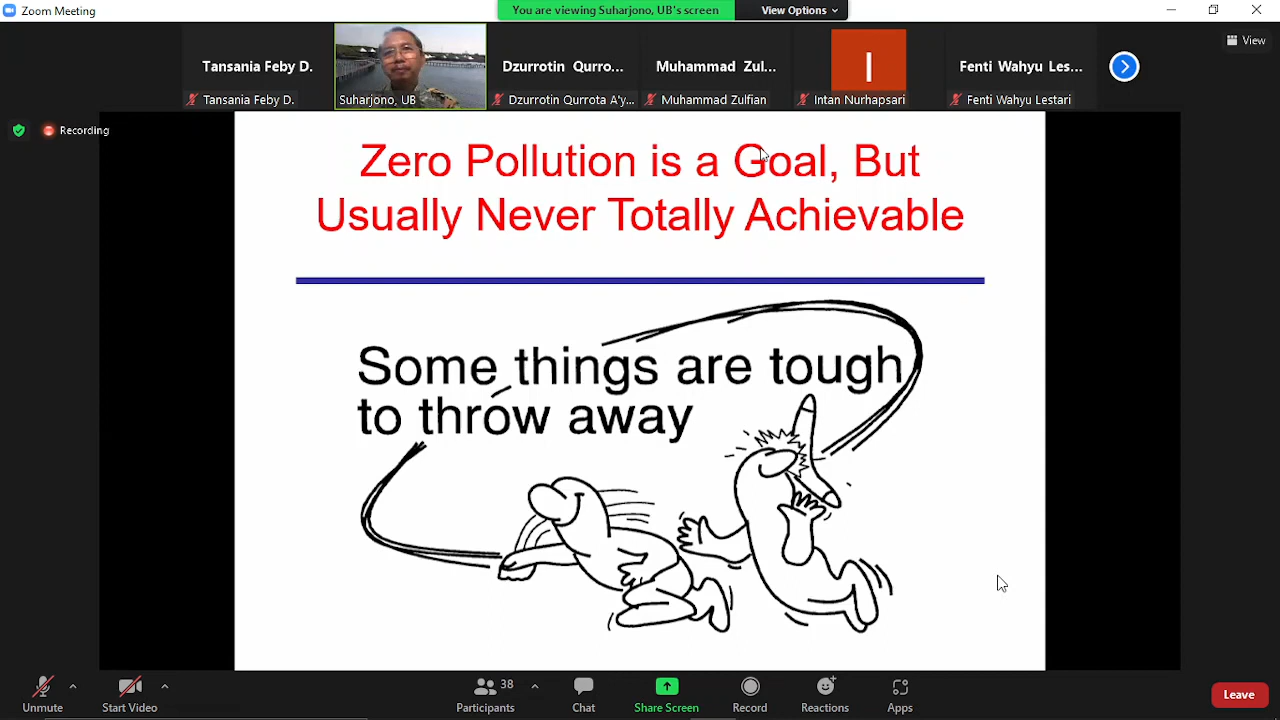 Zoom Meeting
You are viewing Suharjono, UB's screen
View Options
View
Tansania Feby D.
Dzurrotin Qurro...
Muhammad Zul...
I
Fenti Wahyu Les...
Tansania Feby D.
Suharjono, UB
Dzurrotin Qurrota A'y...
Muhammad Zulfian
Intan Nurhapsari
Fenti Wahyu Lestari
Recording
Zero Pollution is a Goal, But
Usually Never Totally Achievable
Some things are tough
to throw away
Unmute
Start Video
38
Participants
Chat
Share Screen
Record
Reactions
Apps
Leave